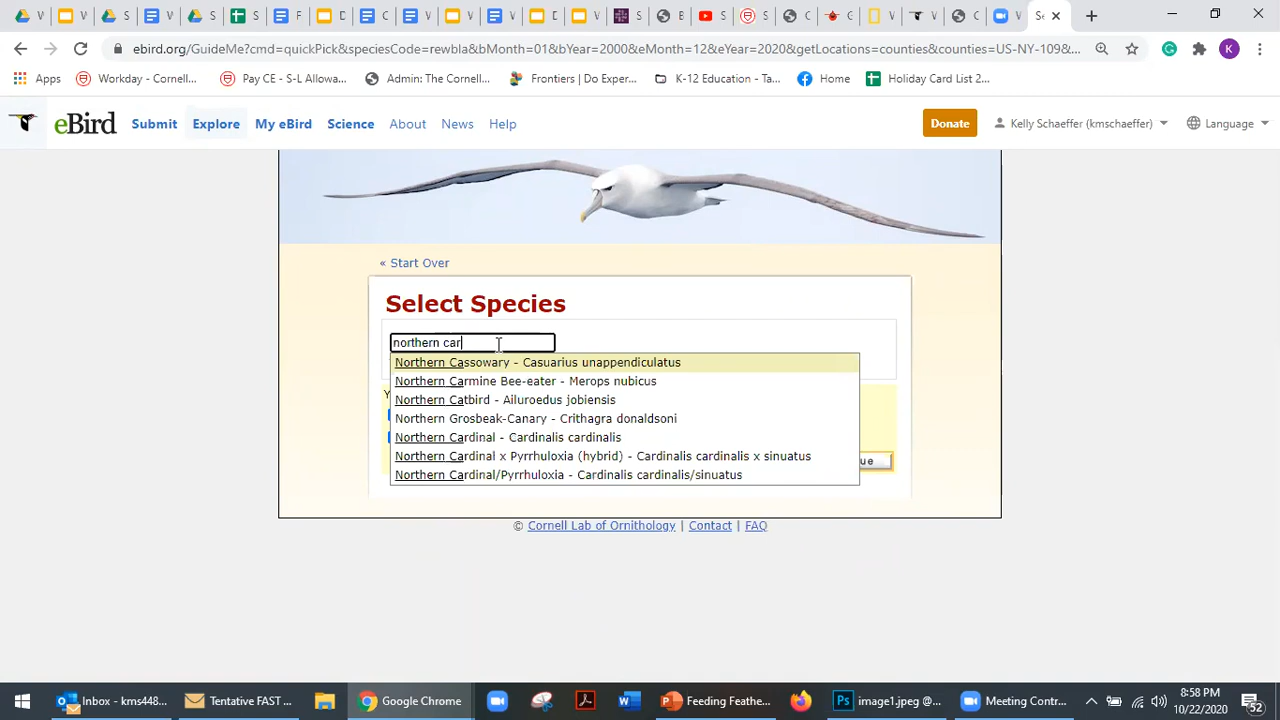 S
F
D
C
W
V
W
D
S
B
S
W
C
W
Se
ebird.org/GuideMe?cmd=quickPick&speciesCode=rewbla&bMonth=01&bYear=2000&eMonth=12&eYear=2020&getLocations=counties&counties=US-NY-109&...
K
Apps
Workday - Cornell...
Pay CE - S-L Allowa...
Admin: The Cornell...
Frontiers | Do Exper...
K-12 Education - Ta...
Home
Holiday Card List 2...
eBird
Submit
Explore
My eBird
Science
About
News
Help
Donate
Kelly Schaeffer (kmschaeffer)
Language
« Start Over
Select Species
northern car
Northern Cassowary - Casuarius unappendiculatus
Northern Carmine Bee-eater - Merops nubicus
Northern Catbird - Ailuroedus jobiensis
Northern Grosbeak-Canary - Crithagra donaldsoni
Northern Cardinal - Cardinalis cardinalis
Northern Cardinal x Pyrrhuloxia (hybrid) - Cardinalis cardinalis x sinuatus
Northern Cardinal/Pyrrhuloxia - Cardinalis cardinalis/sinuatus
Y
ue
© Cornell Lab of Ornithology | Contact | FAQ
Inbox - kms448...
Tentative FAST ...
Google Chrome
Feeding Feathe...
image1.jpeg @...
Meeting Contr...
8:58 PM
10/22/2020
52